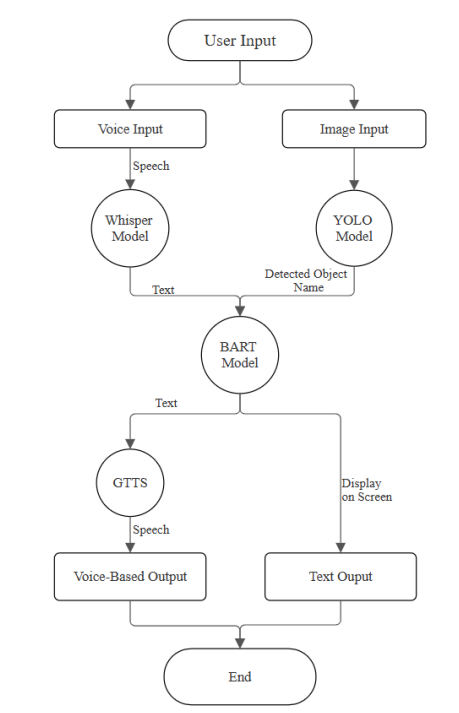 User Input
Voice Input
Image Input
Speech
Whisper
Model
YOLO
Model
Detected Object
Name
Text
BART
Model
Text
GTTS
Display
on Screen
Speech
Voice-Based Output
Text Ouput
End